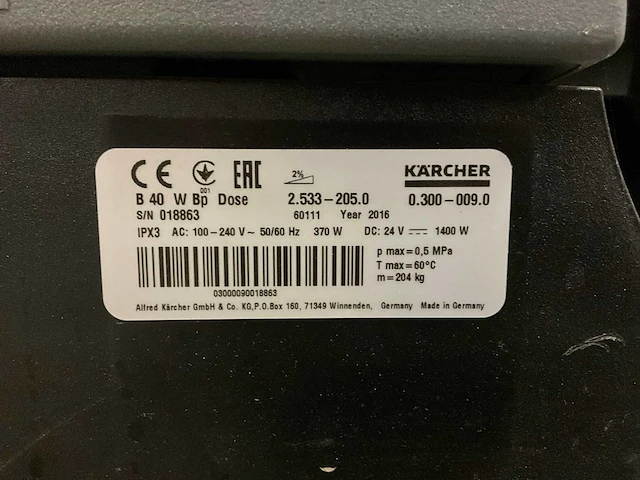 CE 001 EAC 2% KÄRCHER
B 40 W Bp Dose 2.533-205.0 0.300-009.0
S/N 018863 60111 Year 2016
IPX3 AC: 100-240 V~ 50/60 Hz 370 W DC: 24 V ⎓ 1400 W
p max=0,5 MPa
T max=60°C
m=204 kg
03000090018863
Alfred Kärcher GmbH & Co. KG,P.O.Box 160, 71349 Winnenden, Germany Made in Germany